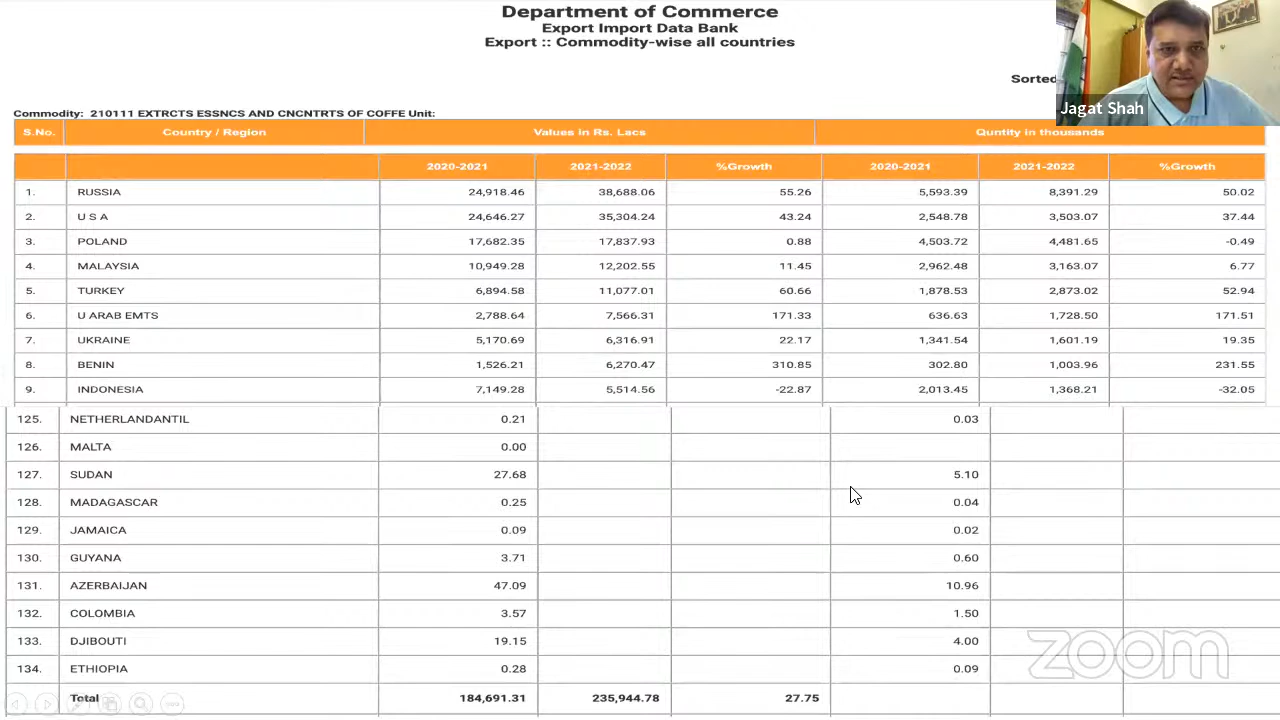 Department of Commerce
Export Import Data Bank
Export :: Commodity-wise all countries
Sorted
Jagat Shah
Commodity: 210111 EXTRCTS ESSNCS AND CNCNTRTS OF COFFE Unit:
S.No. Country / Region Values in Rs. Lacs Quntity in thousands
2020-2021 2021-2022 %Growth 2020-2021 2021-2022 %Growth
1. RUSSIA 24,918.46 38,688.06 55.26 5,593.39 8,391.29 50.02
2. U S A 24,646.27 35,304.24 43.24 2,548.78 3,503.07 37.44
3. POLAND 17,682.35 17,837.93 0.88 4,503.72 4,481.65 -0.49
4. MALAYSIA 10,949.28 12,202.55 11.45 2,962.48 3,163.07 6.77
5. TURKEY 6,894.58 11,077.01 60.66 1,878.53 2,873.02 52.94
6. U ARAB EMTS 2,788.64 7,566.31 171.33 636.63 1,728.50 171.51
7. UKRAINE 5,170.69 6,316.91 22.17 1,341.54 1,601.19 19.35
8. BENIN 1,526.21 6,270.47 310.85 302.80 1,003.96 231.55
9. INDONESIA 7,149.28 5,514.56 -22.87 2,013.45 1,368.21 -32.05
125. NETHERLANDANTIL 0.21 0.03
126. MALTA 0.00
127. SUDAN 27.68 5.10
128. MADAGASCAR 0.25 0.04
129. JAMAICA 0.09 0.02
130. GUYANA 3.71 0.60
131. AZERBAIJAN 47.09 10.96
132. COLOMBIA 3.57 1.50
133. DJIBOUTI 19.15 4.00
134. ETHIOPIA 0.28 0.09
Total 184,691.31 235,944.78 27.75
zoom